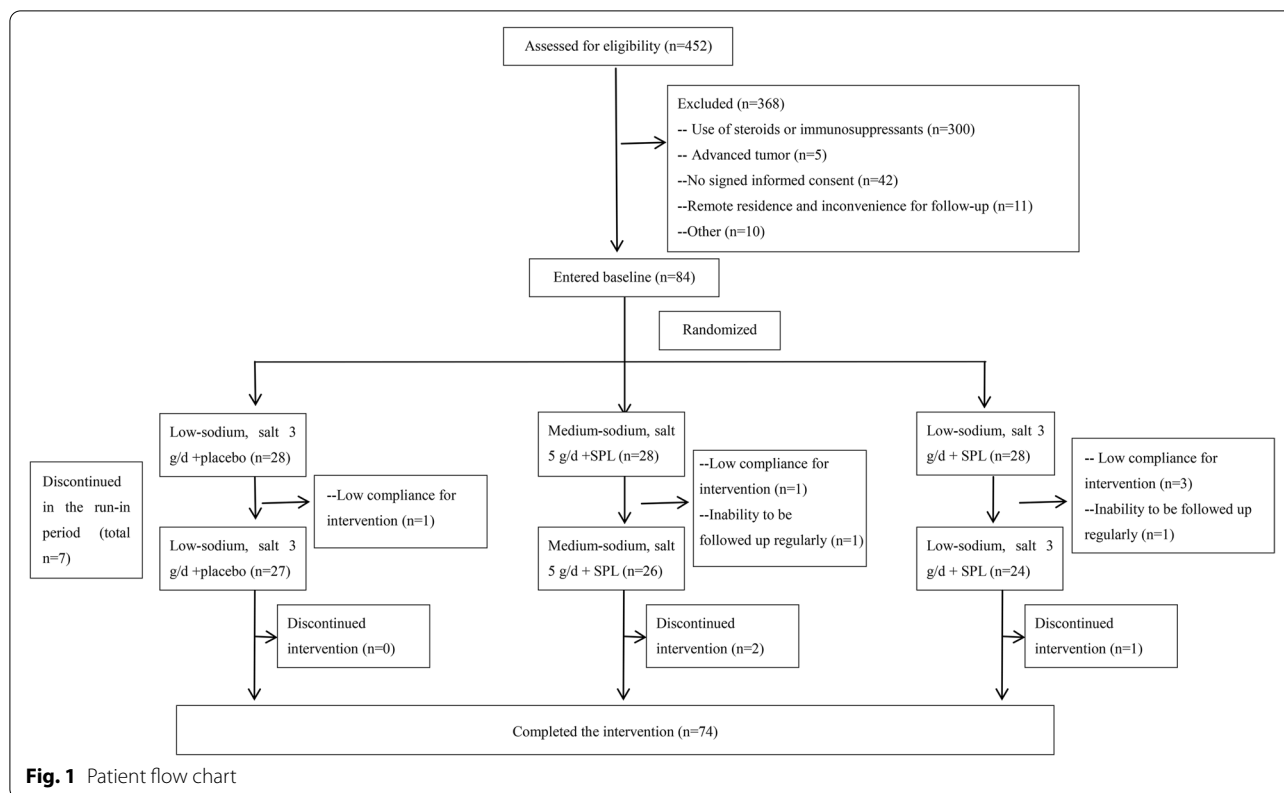 Assessed for eligibility (n=452)
Excluded (n=368)
-- Use of steroids or immunosuppressants (n=300)
-- Advanced tumor (n=5)
--No signed informed consent (n=42)
--Remote residence and inconvenience for follow-up (n=11)
--Other (n=10)
Entered baseline (n=84)
Randomized
Low-sodium, salt 3
g/d +placebo (n=28)
Medium-sodium, salt
5 g/d +SPL (n=28)
Low-sodium, salt 3
g/d + SPL (n=28)
Discontinued
in the run-in
period (total
n=7)
--Low compliance for
intervention (n=1)
--Low compliance for
intervention (n=1)
--Inability to be
followed up regularly (n=1)
-- Low compliance for
intervention (n=3)
--Inability to be followed up
regularly (n=1)
Low-sodium, salt 3
g/d +placebo (n=27)
Medium-sodium, salt
5 g/d + SPL (n=26)
Low-sodium, salt 3
g/d + SPL (n=24)
Discontinued
intervention (n=0)
Discontinued
intervention (n=2)
Discontinued
intervention (n=1)
Completed the intervention (n=74)
Fig. 1 Patient flow chart